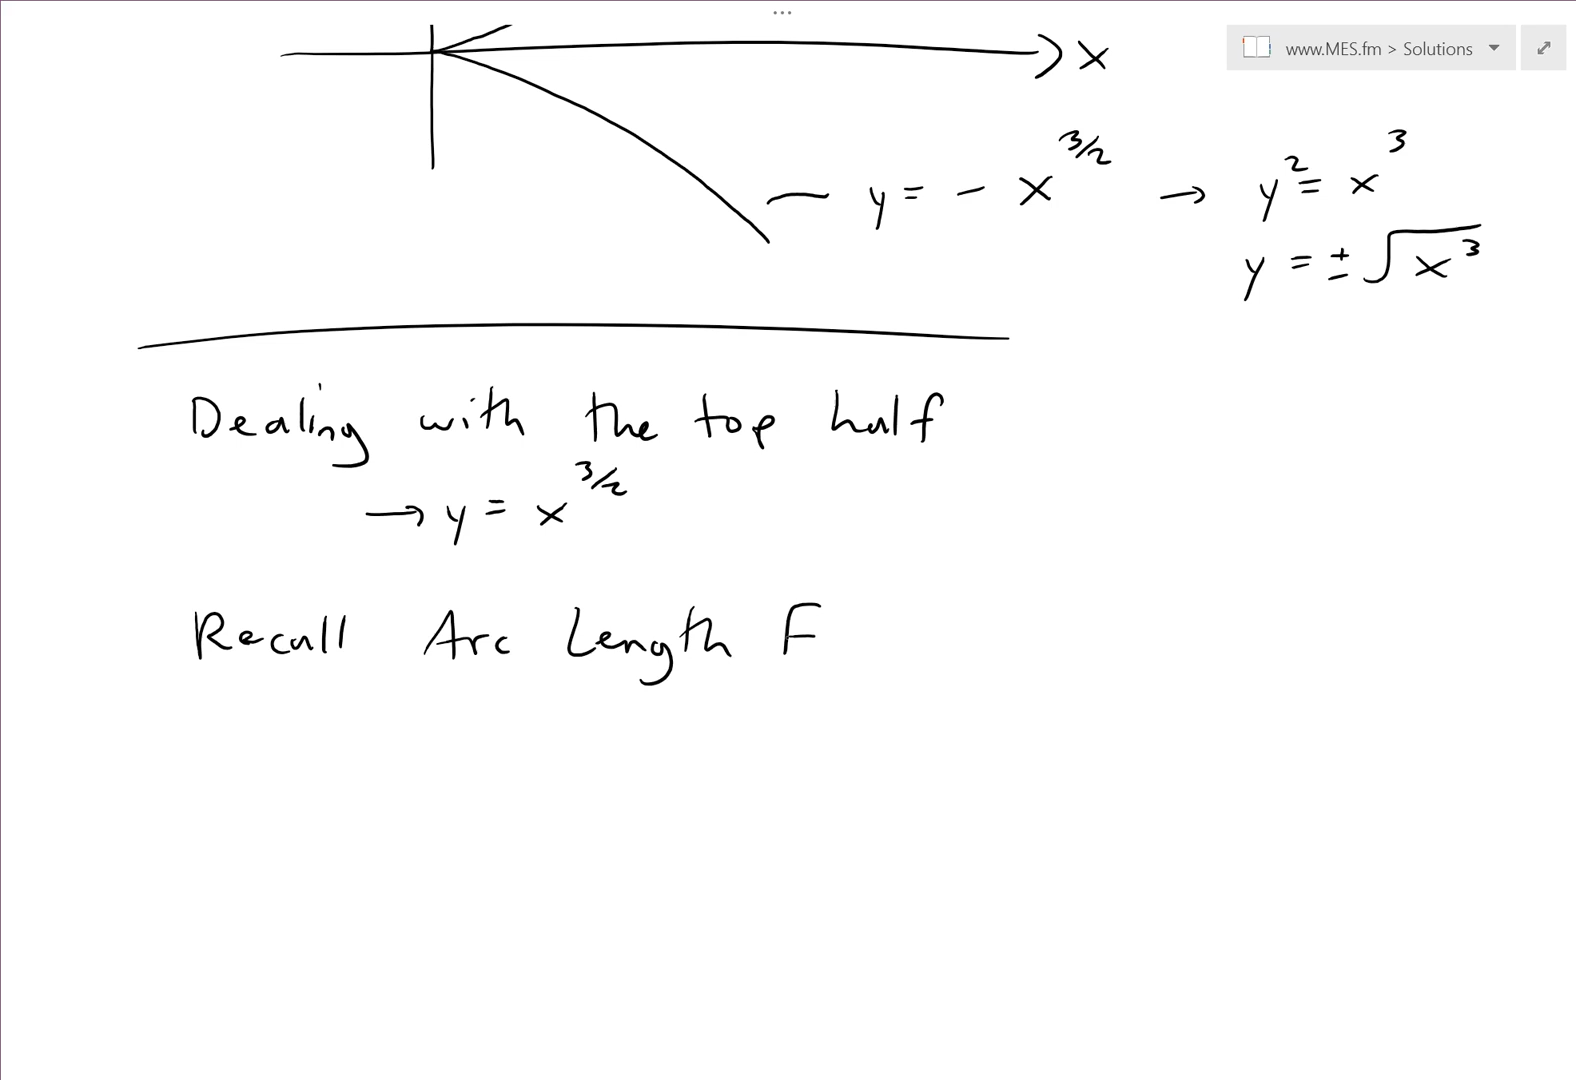 www.MES.fm > Solutions
x
y = - x^3/2 → y^2 = x^3
y = ± √x^3
Dealing with the top half
→ y = x^3/2
Recall Arc Length F